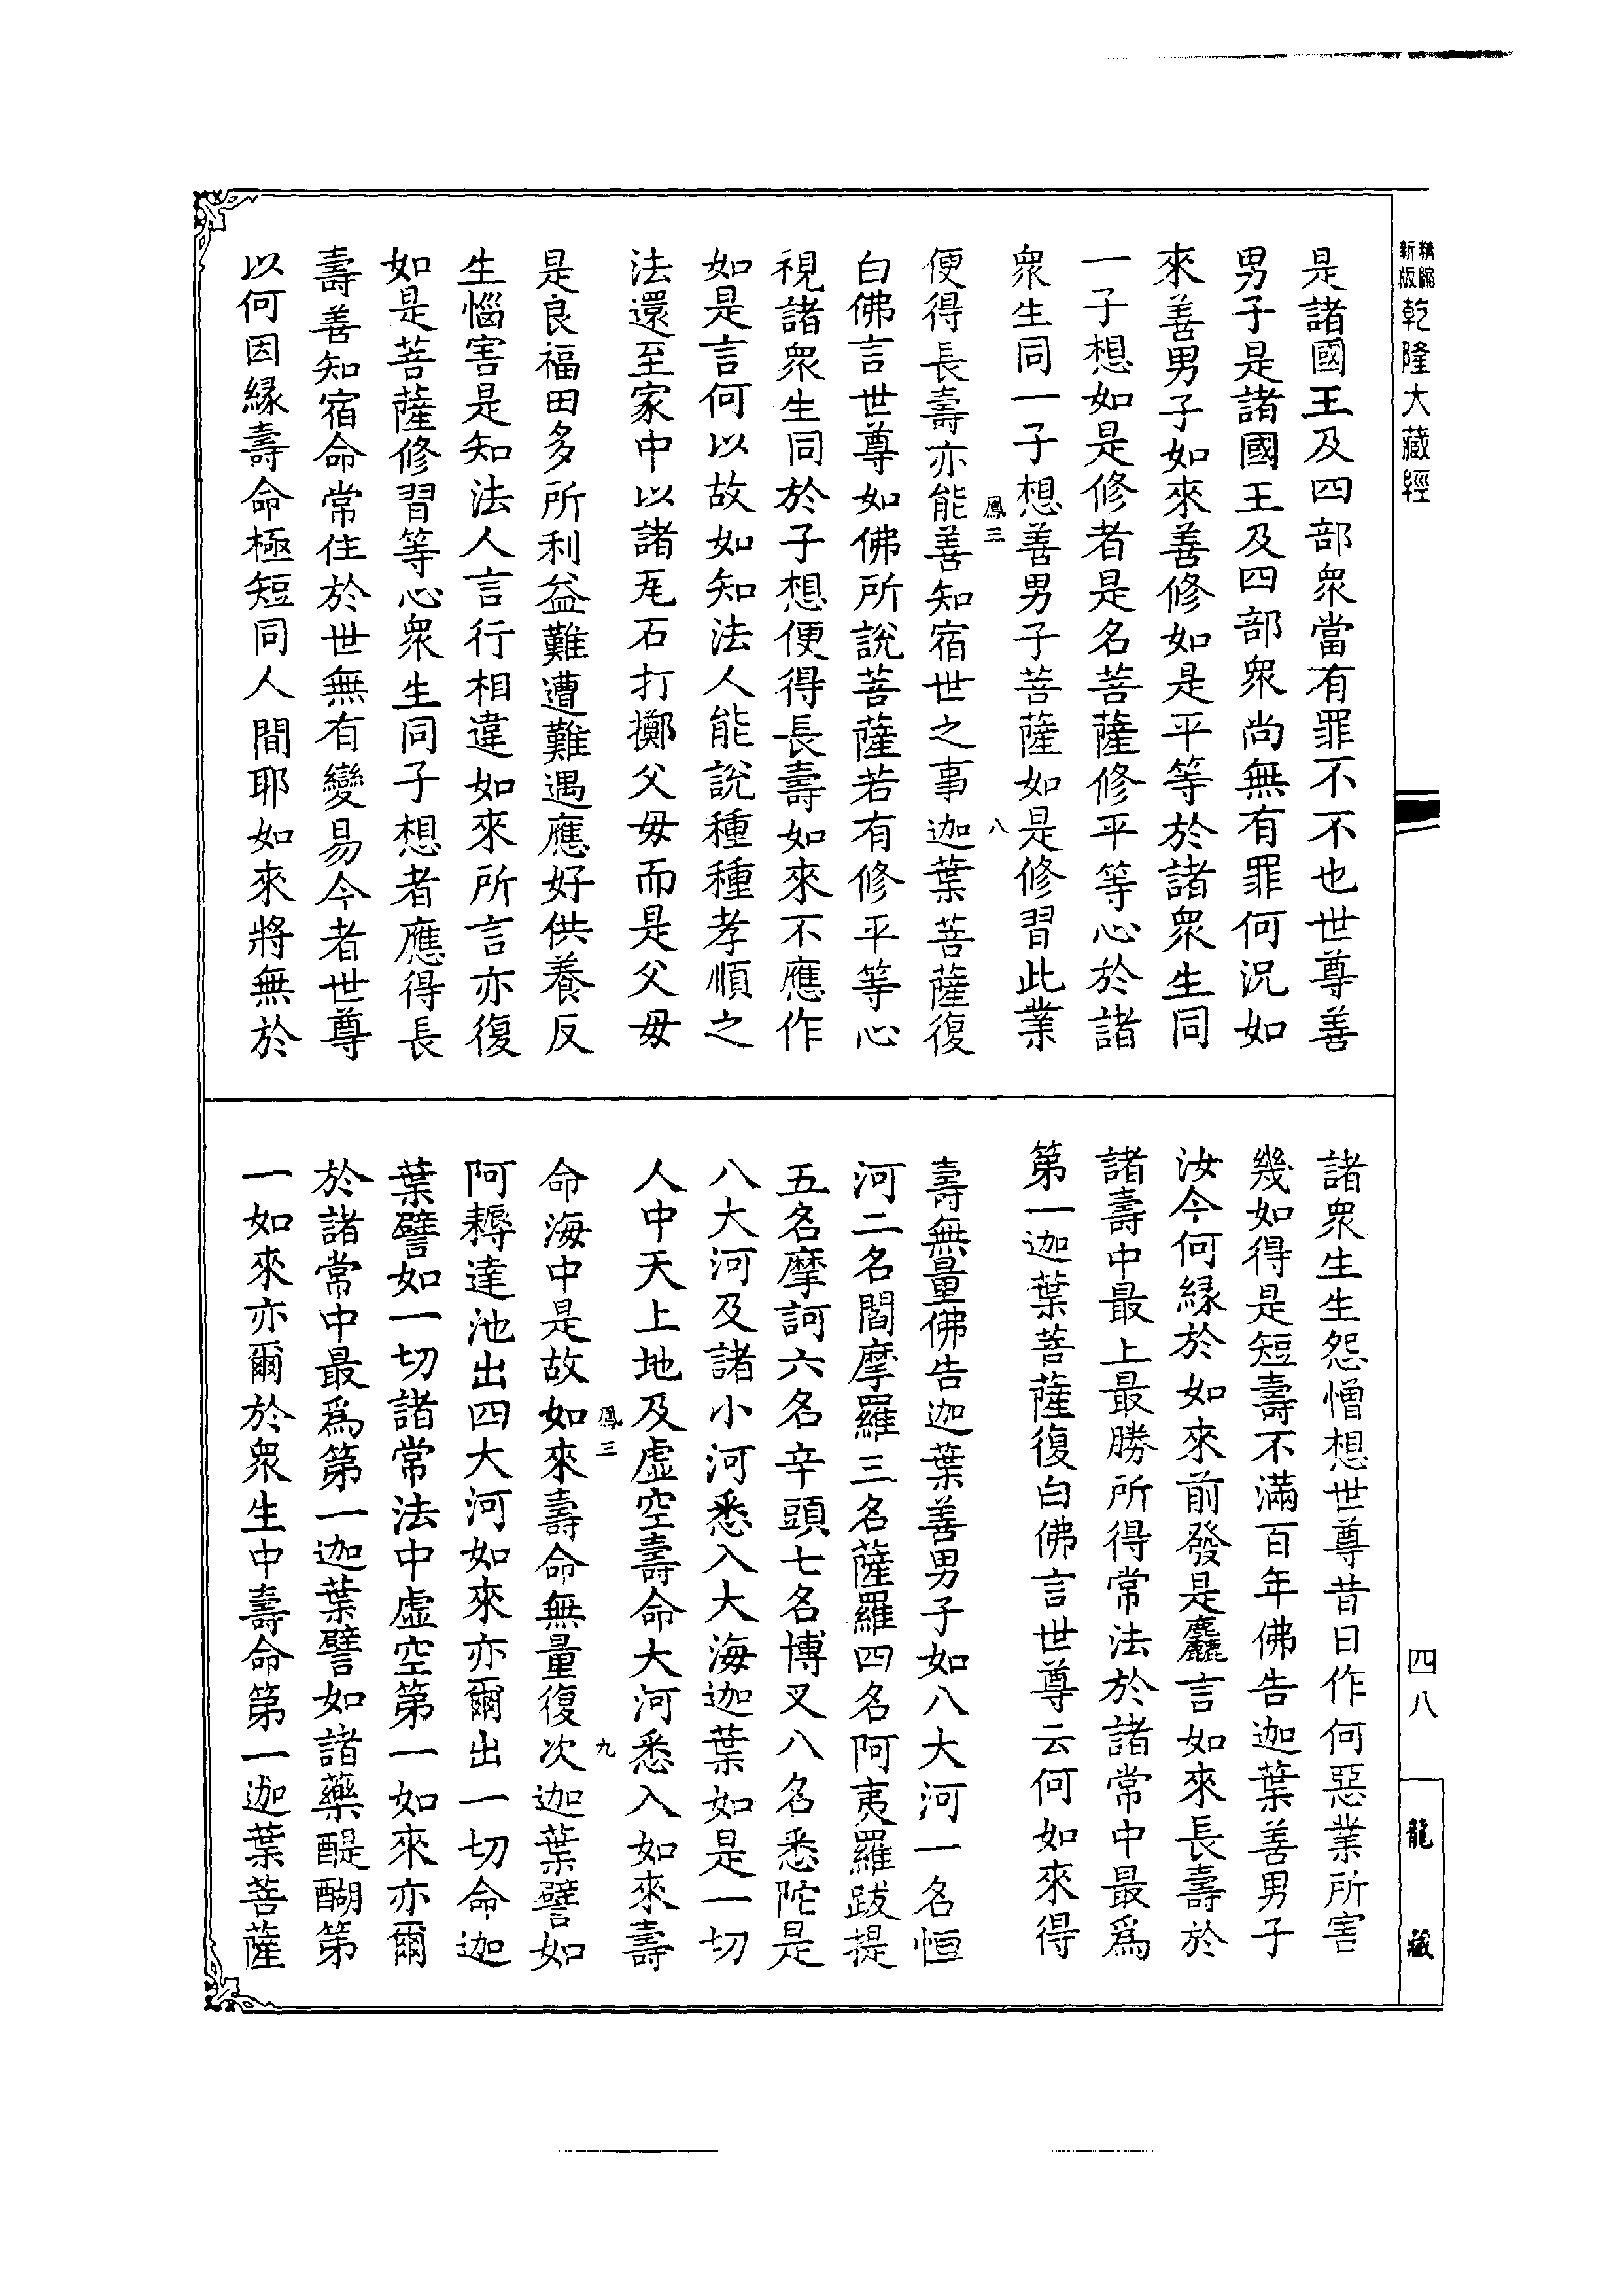 精縮新版乾隆大藏經
是諸國王及四部衆當有罪不不也世尊善
男子是諸國王及四部衆尚無有罪何況如
來善男子如來善修如是平等於諸衆生同
一子想如是修者是名菩薩修平等心於諸
衆生同一子想善男子菩薩如是修習此業
鳳三 八
便得長壽亦能善知宿世之事迦葉菩薩復
白佛言世尊如佛所說菩薩若有修平等心
視諸衆生同於子想便得長壽如來不應作
如是言何以故如知法人能說種種孝順之
法還至家中以諸瓦石打擲父母而是父母
是良福田多所利益難遭難遇應好供養反
生惱害是知法人言行相違如來所言亦復
如是菩薩修習等心衆生同子想者應得長
壽善知宿命常住於世無有變易今者世尊
以何因緣壽命極短同人間耶如來將無於
諸衆生生怨憎想世尊昔日作何惡業所害
幾如得是短壽不滿百年佛告迦葉善男子
汝今何緣於如來前發是麤言如來長壽於
諸壽中最上最勝所得常法於諸常中最爲
第一迦葉菩薩復白佛言世尊云何如來得
壽無量佛告迦葉善男子如八大河一名恒
河二名閻摩羅三名薩羅四名阿夷羅跋提
五名摩訶六名辛頭七名博叉八名悉陀是
八大河及諸小河悉入大海迦葉如是一切
人中天上地及虛空壽命大河悉入如來壽
鳳三 九
命海中是故如來壽命無量復次迦葉譬如
阿耨達池出四大河如來亦爾出一切命迦
葉譬如一切諸常法中虛空第一如來亦爾
於諸常中最爲第一迦葉譬如諸藥醍醐第
一如來亦爾於衆生中壽命第一迦葉菩薩
四八
龍藏